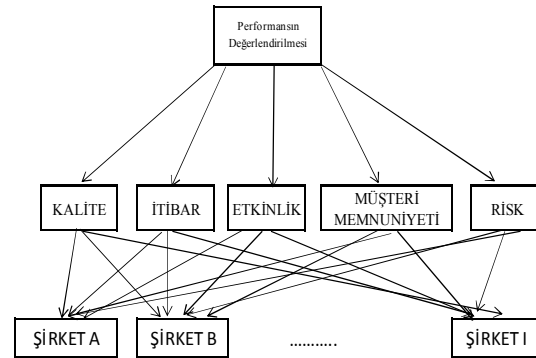 Performansın
Değerlendirilmesi
KALİTE
İTİBAR
ETKİNLİK
MÜŞTERİ
MEMNUNİYETİ
RİSK
ŞİRKET A
ŞİRKET B
...........
ŞİRKET I